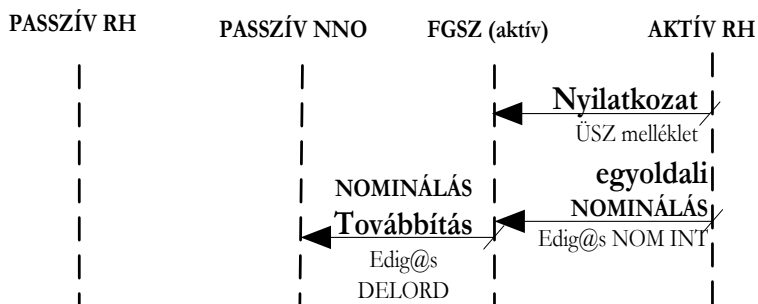 PASSZÍV RH
PASSZÍV NNO
FGSZ (aktív)
AKTÍV RH
Nyilatkozat
ÜSZ melléklet
egyoldali
NOMINÁLÁS
Edig@s NOM INT
NOMINÁLÁS
Továbbítás
Edig@s
DELORD